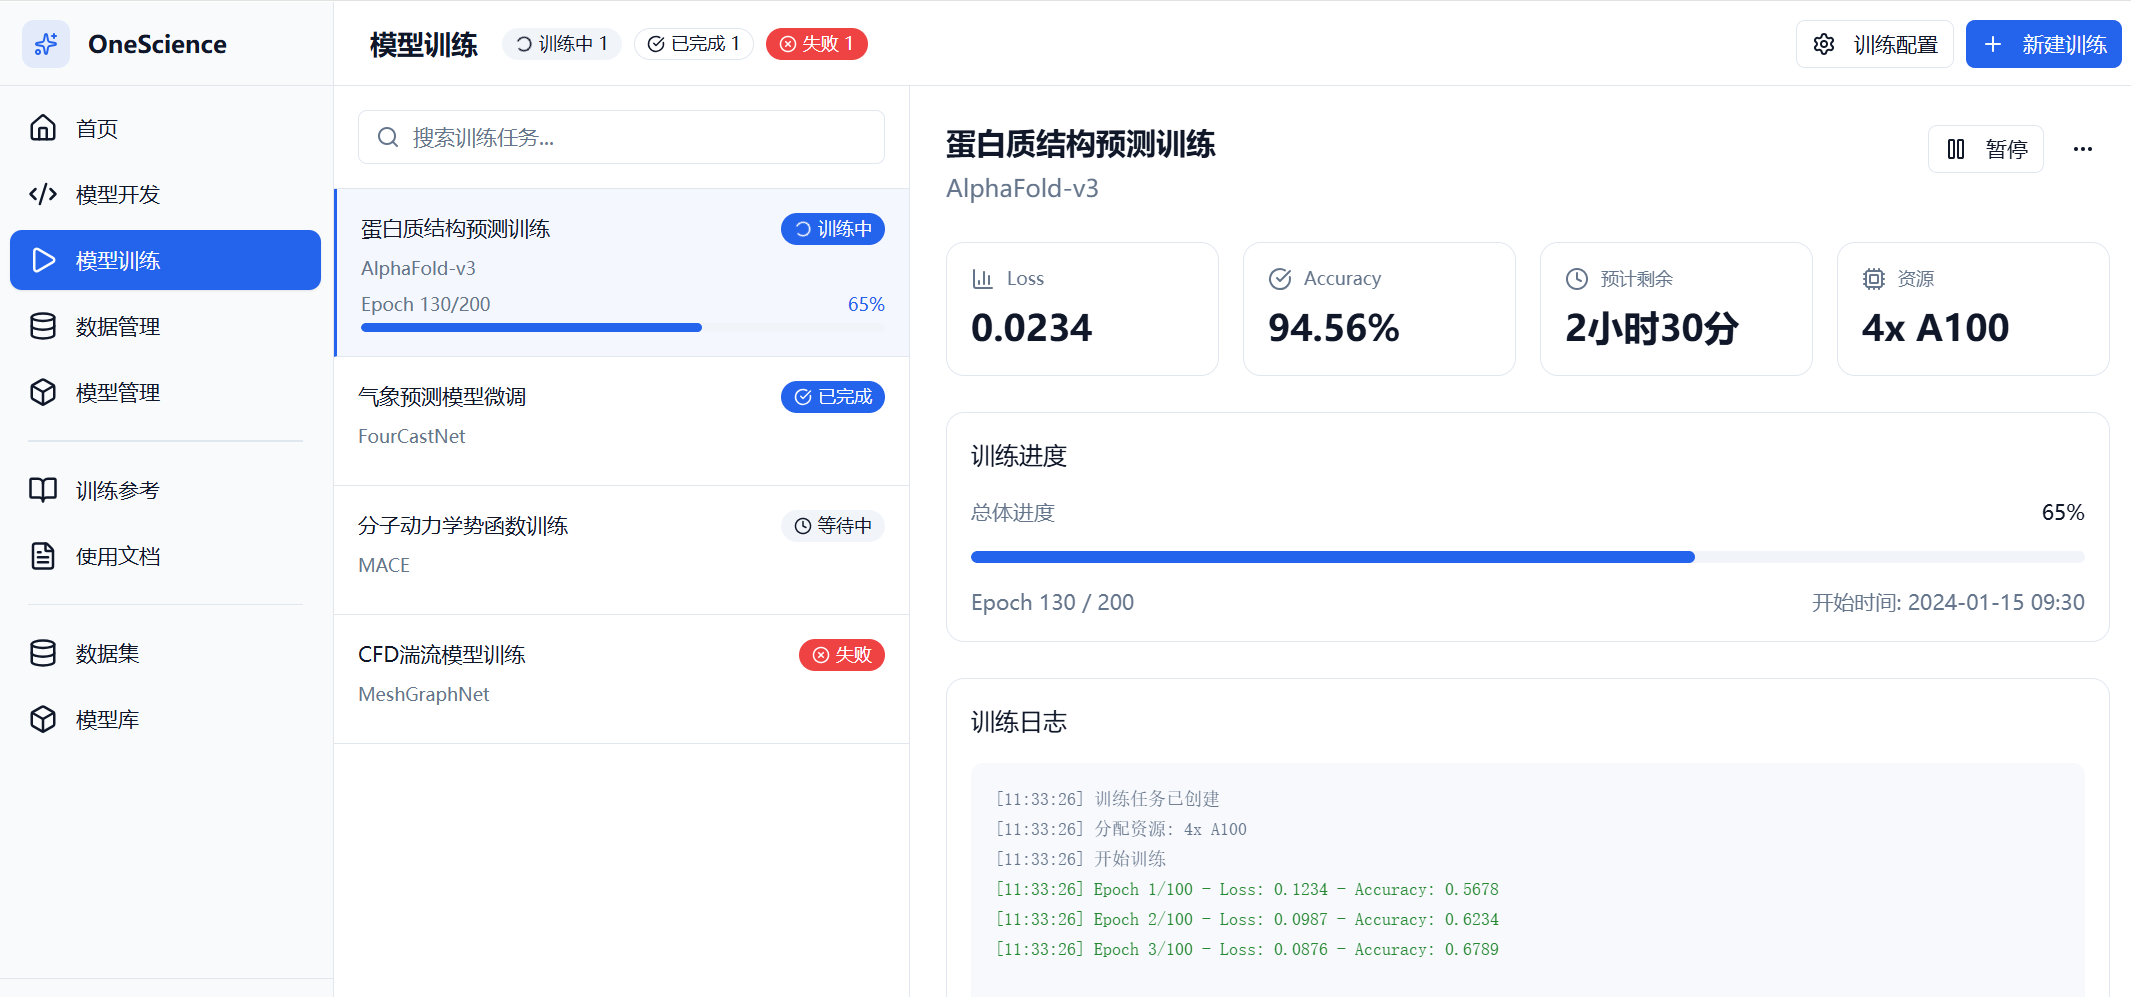 OneScience
首页
模型开发
模型训练
数据管理
模型管理
训练参考
使用文档
数据集
模型库
模型训练
训练中 1
已完成 1
失败 1
训练配置
新建训练
搜索训练任务...
蛋白质结构预测训练
训练中
AlphaFold-v3
Epoch 130/200
65%
气象预测模型微调
已完成
FourCastNet
分子动力学势函数训练
等待中
MACE
CFD湍流模型训练
失败
MeshGraphNet
蛋白质结构预测训练
暂停
AlphaFold-v3
Loss
0.0234
Accuracy
94.56%
预计剩余
2小时30分
资源
4x A100
训练进度
总体进度
65%
Epoch 130 / 200
开始时间: 2024-01-15 09:30
训练日志
[11:33:26] 训练任务已创建
[11:33:26] 分配资源: 4x A100
[11:33:26] 开始训练
[11:33:26] Epoch 1/100 - Loss: 0.1234 - Accuracy: 0.5678
[11:33:26] Epoch 2/100 - Loss: 0.0987 - Accuracy: 0.6234
[11:33:26] Epoch 3/100 - Loss: 0.0876 - Accuracy: 0.6789